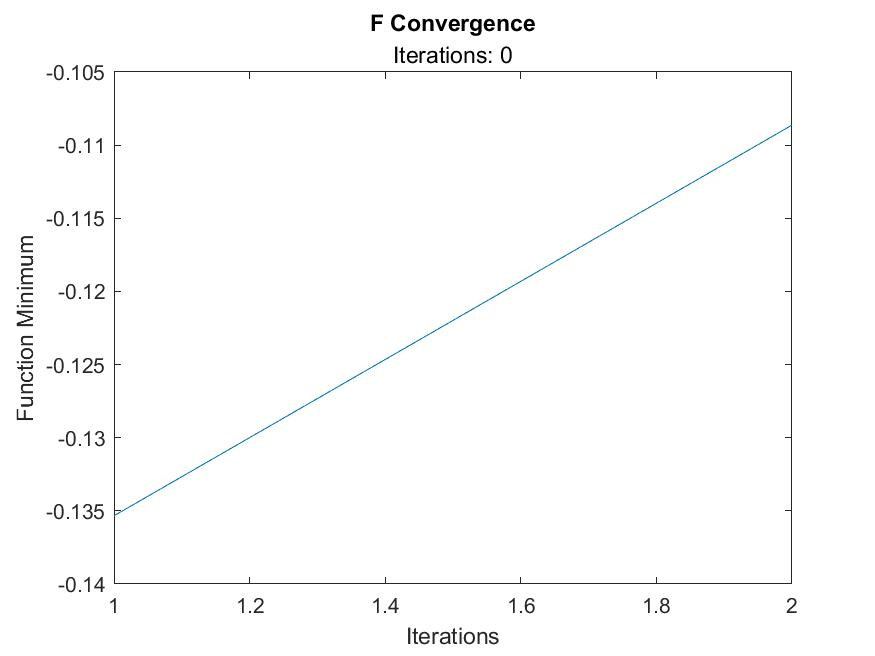 F Convergence
Iterations: 0
-0.105
-0.11
-0.115
-0.12
-0.125
-0.13
-0.135
-0.14
Function Minimum
1 1.2 1.4 1.6 1.8 2
Iterations